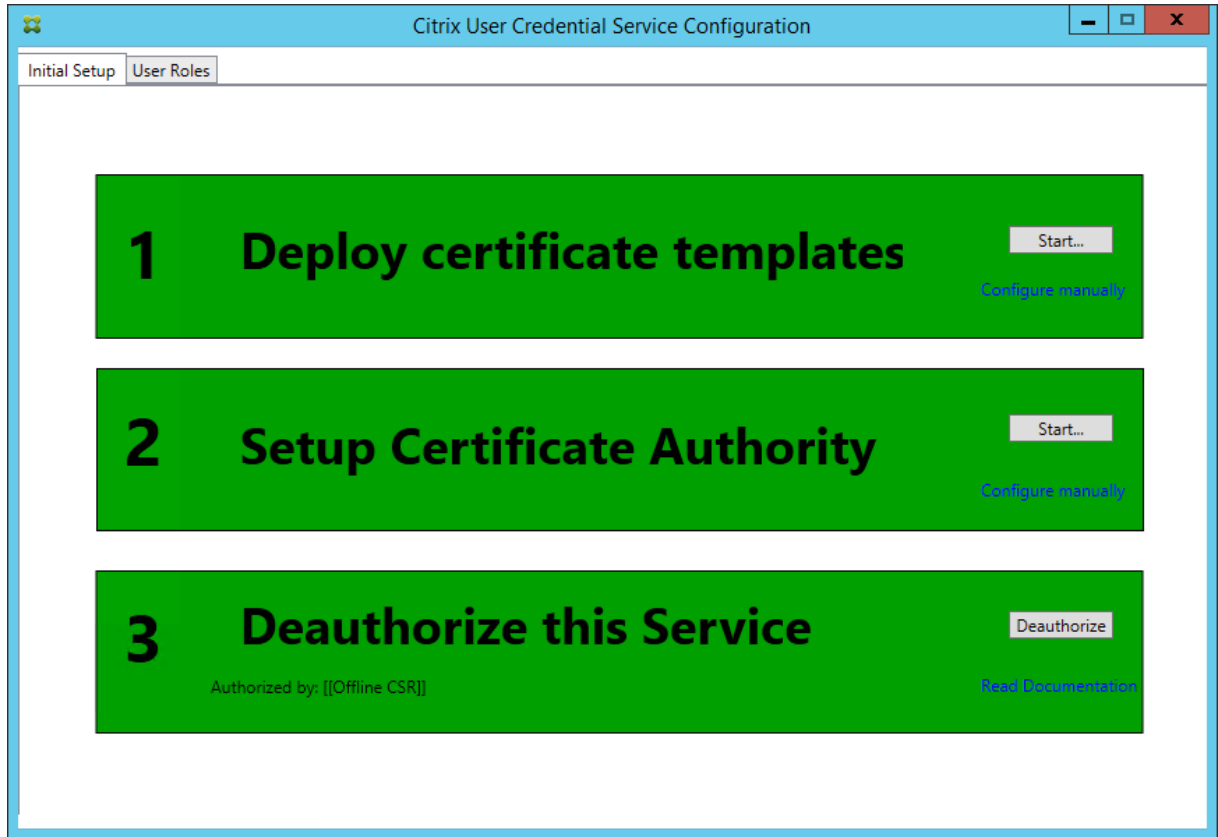 Citrix User Credential Service Configuration
Initial Setup
User Roles
1
Deploy certificate templates
Start...
Configure manually
2
Setup Certificate Authority
Start...
Configure manually
3
Deauthorize this Service
Deauthorize
Authorized by: [[Offline CSR]]
Read Documentation